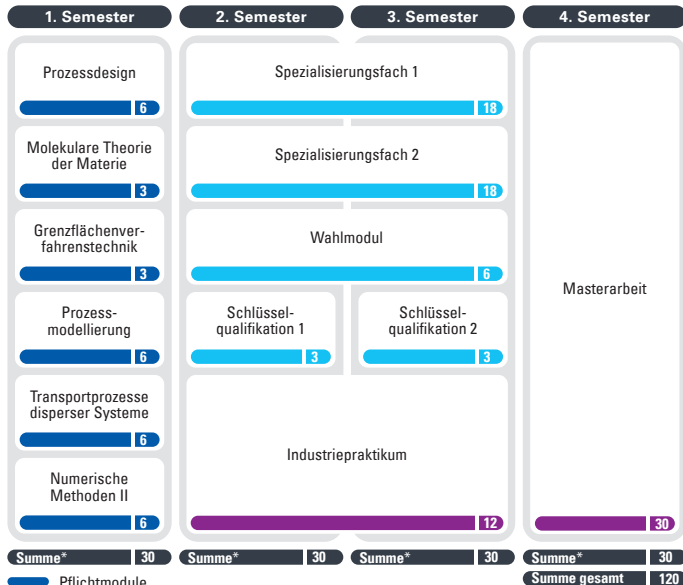 1. Semester
2. Semester
3. Semester
4. Semester
Prozessdesign
6
Molekulare Theorie
der Materie
3
Grenzflächenver-
fahrenstechnik
3
Prozess-
modellierung
6
Transportprozesse
disperser Systeme
6
Numerische
Methoden II
6
Spezialisierungsfach 1
18
Spezialisierungsfach 2
18
Wahlmodul
6
Schlüssel-
qualifikation 1
3
Schlüssel-
qualifikation 2
3
Industriepraktikum
12
Masterarbeit
30
Summe* 30
Summe* 30
Summe* 30
Summe* 30
Pflichtmodule
Summe gesamt 120